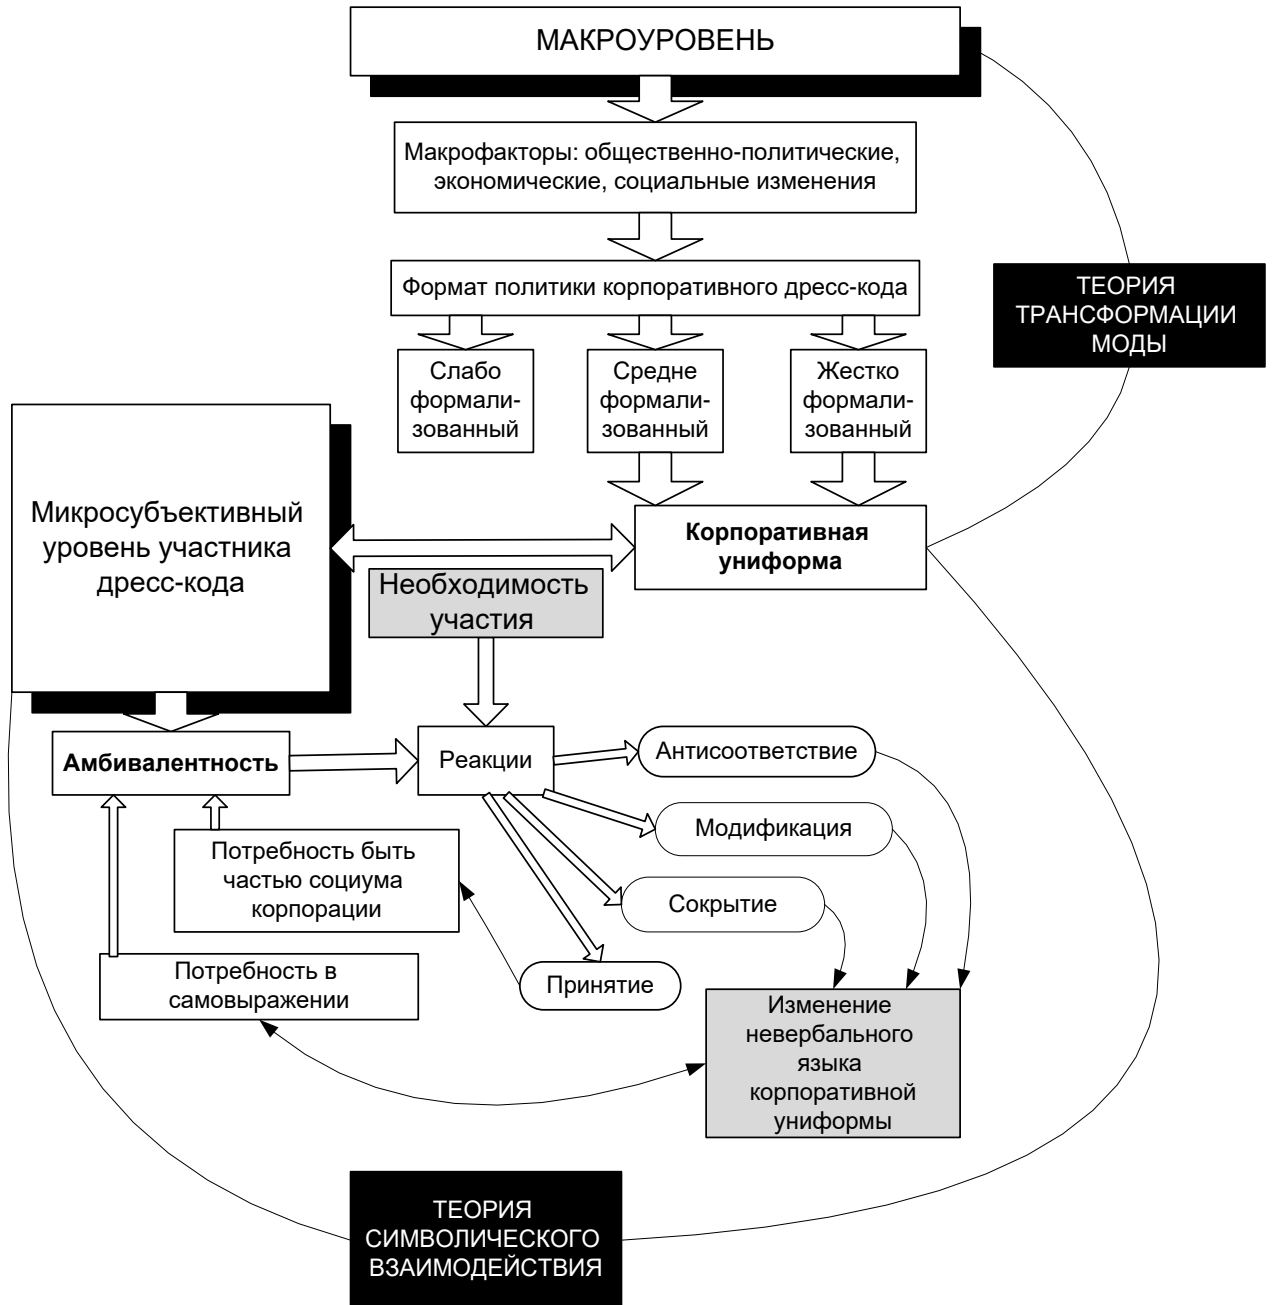 МАКРОУРОВЕНЬ
Макрофакторы: общественно-политические,
экономические, социальные изменения
Формат политики корпоративного дресс-кода
ТЕОРИЯ
ТРАНСФОРМАЦИИ
МОДЫ
Слабо
формали-
зованный
Средне
формали-
зованный
Жестко
формали-
зованный
Микросубъективный
уровень участника
дресс-кода
Корпоративная
униформа
Необходимость
участия
Амбивалентность
Реакции
Антисоответствие
Модификация
Сокрытие
Принятие
Потребность быть
частью социума
корпорации
Потребность в
самовыражении
Изменение
невербального
языка
корпоративной
униформы
ТЕОРИЯ
СИМВОЛИЧЕСКОГО
ВЗАИМОДЕЙСТВИЯ